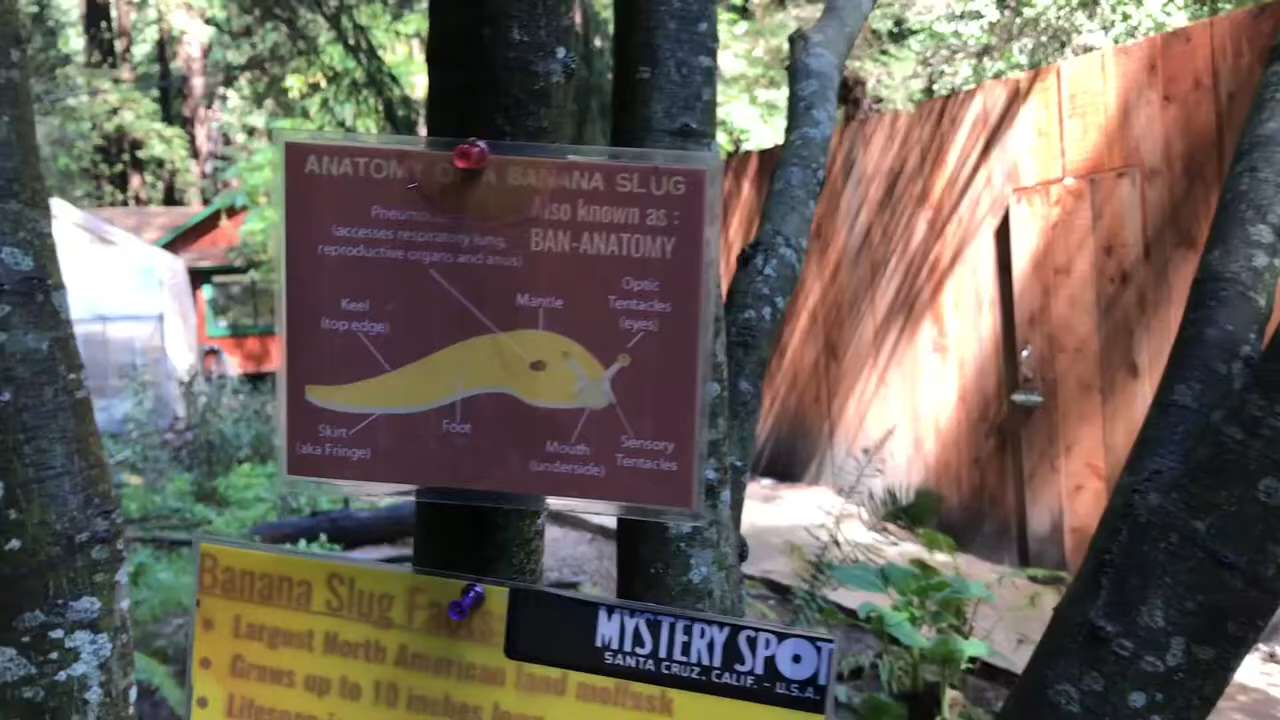 ANATOMY A BANANA SLUG
Also known as :
BAN-ANATOMY
(accesses respiratory lung,
reproductive organs and anus)
Optic
Tentacles
(eyes)
Mantle
Keel
(top edge)
Skirt
(aka Fringe)
Foot
Mouth
(underside)
Sensory
Tentacles
Banana Slug
• Largest North American land mollusk
• Grows up to 10 inches long
• Lifespan
MYSTERY SPOT
SANTA CRUZ, CALIF. - U.S.A.